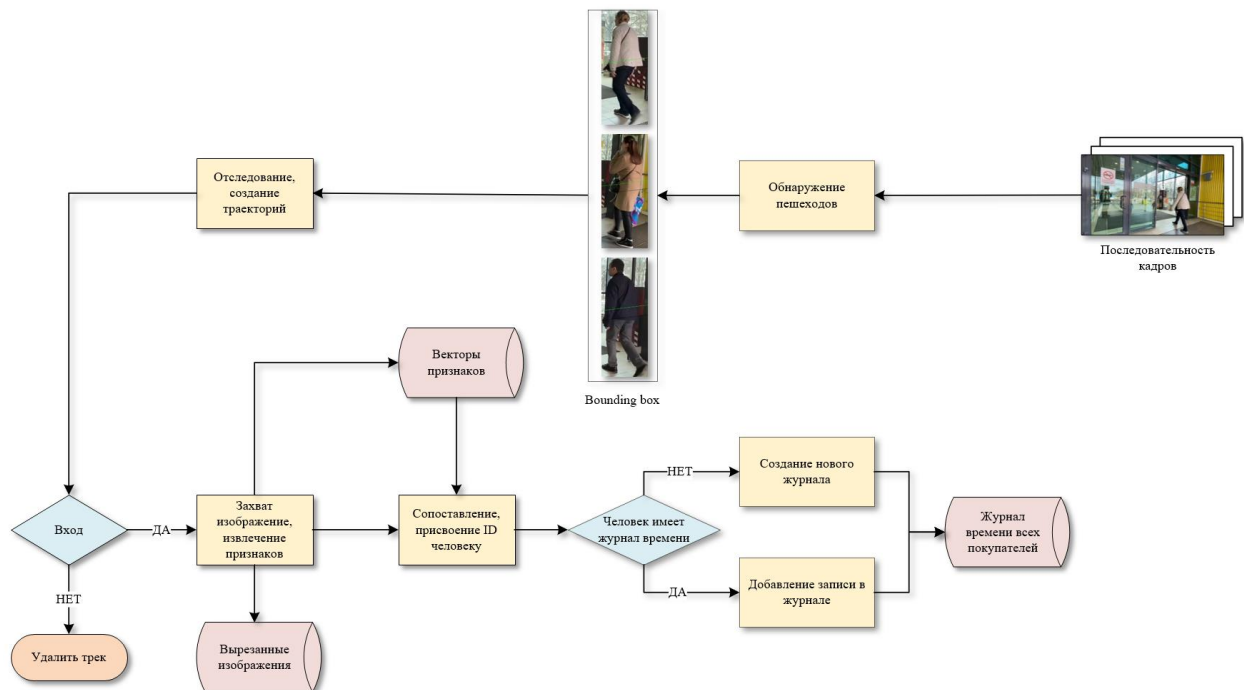 Отследование,
создание
траекторий
Обнаружение
пешеходов
Последовательность
кадров
Bounding box
Векторы
признаков
Вход
ДА
Захват
изображение,
извлечение
признаков
Сопоставление,
присвоение ID
человеку
Человек имеет
журнал времени
НЕТ
Создание нового
журнала
ДА
Добавление записи в
журнале
Журнал
времени всех
покупателей
НЕТ
Удалить трек
Вырезанные
изображения